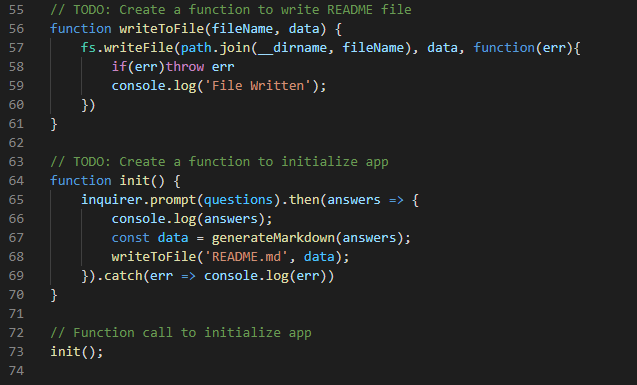 55 // TODO: Create a function to write README file
56 function writeToFile(fileName, data) {
57     fs.writeFile(path.join(__dirname, fileName), data, function(err){
58         if(err)throw err
59         console.log('File Written');
60     })
61 }
62
63 // TODO: Create a function to initialize app
64 function init() {
65     inquirer.prompt(questions).then(answers => {
66         console.log(answers);
67         const data = generateMarkdown(answers);
68         writeToFile('README.md', data);
69     }).catch(err => console.log(err))
70 }
71
72 // Function call to initialize app
73 init();
74